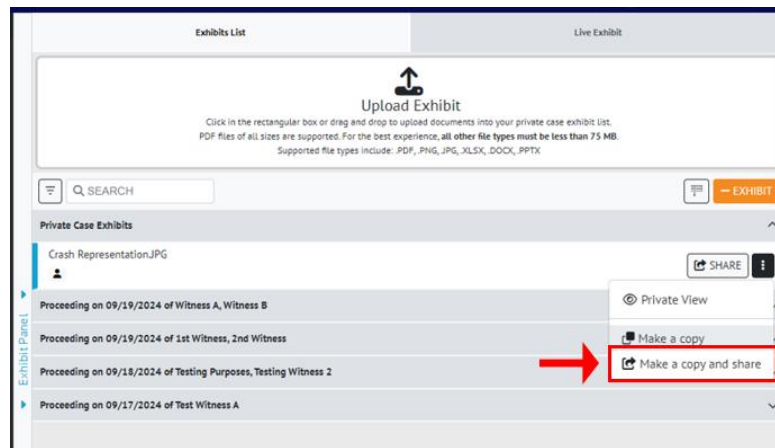 Exhibits List
Live Exhibit
Upload Exhibit
Click in the rectangular box or drag and drop to upload documents into your private case exhibit list.
PDF files of all sizes are supported. For the best experience, all other file types must be less than 75 MB.
Supported file types include: .PDF, .PNG, .JPG, .XLSX, .DOCX, .PPTX
SEARCH
EXHIBIT
Private Case Exhibits
Crash Representation.JPG
SHARE
Private View
Proceeding on 09/19/2024 of Witness A, Witness B
Make a copy
Proceeding on 09/19/2024 of 1st Witness, 2nd Witness
Make a copy and share
Proceeding on 09/18/2024 of Testing Purposes, Testing Witness 2
Proceeding on 09/17/2024 of Test Witness A
Exhibit Panel